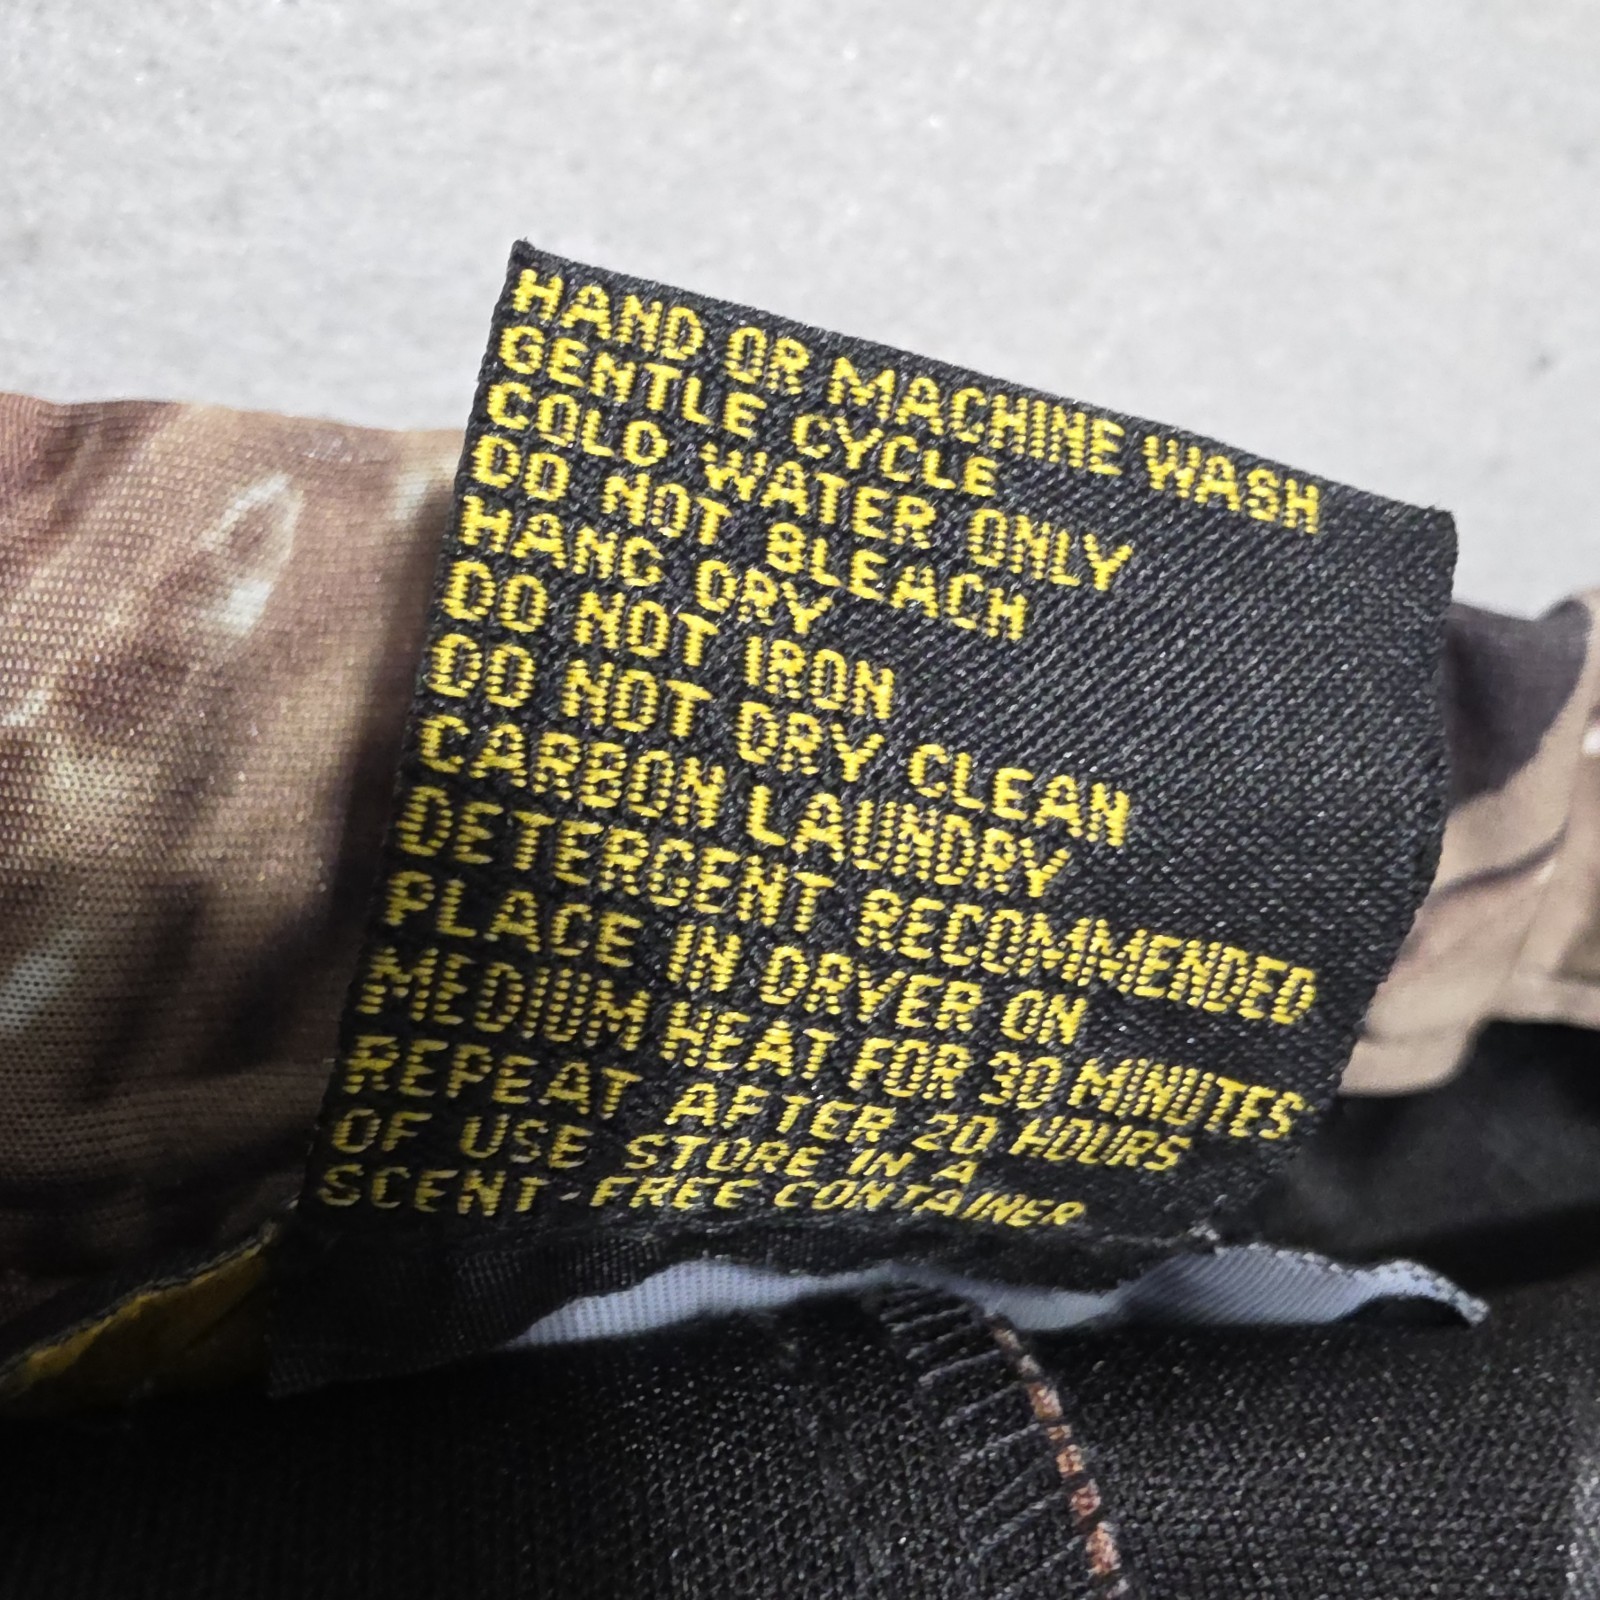 HAND OR MACHINE WASH
GENTLE CYCLE
COLD WATER ONLY
DO NOT BLEACH
HANG DRY
DO NOT IRON
DO NOT DRY CLEAN
CARBON LAUNDRY
DETERGENT RECOMMENDED
PLACE IN DRYER ON
MEDIUM HEAT FOR 30 MINUTES
REPEAT AFTER 20 HOURS
OF USE STORE IN A
SCENT-FREE CONTAINER